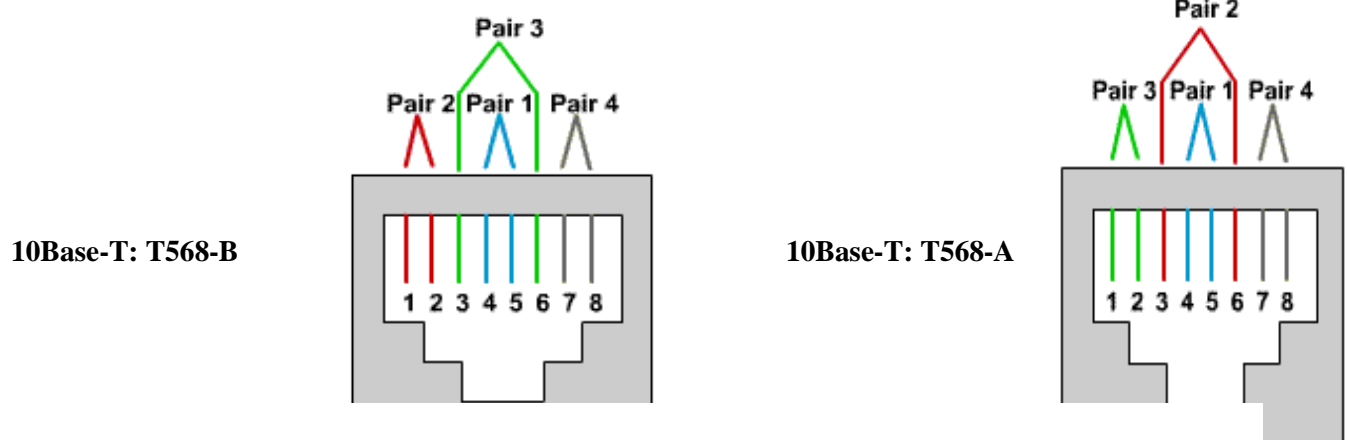 Pair 3
Pair 2 Pair 1 Pair 4
10Base-T: T568-B
1 2 3 4 5 6 7 8
Pair 2
Pair 3 Pair 1 Pair 4
10Base-T: T568-A
1 2 3 4 5 6 7 8